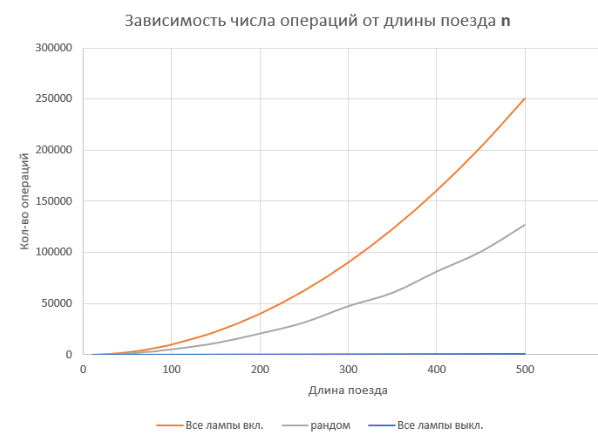 Зависимость числа операций от длины поезда n
300000
250000
200000
150000
100000
50000
0
Кол-во операций
0 100 200 300 400 500
Длина поезда
Все лампы вкл. рандом Все лампы выкл.